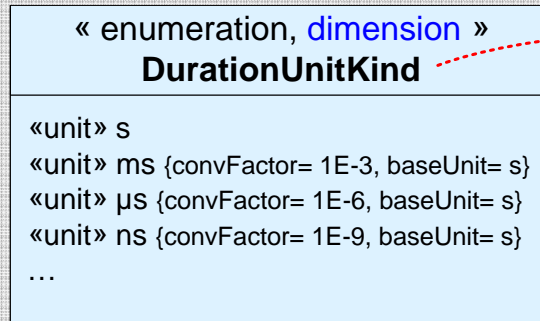 « enumeration, dimension »
DurationUnitKind
«unit» s
«unit» ms {convFactor= 1E-3, baseUnit= s}
«unit» µs {convFactor= 1E-6, baseUnit= s}
«unit» ns {convFactor= 1E-9, baseUnit= s}
…